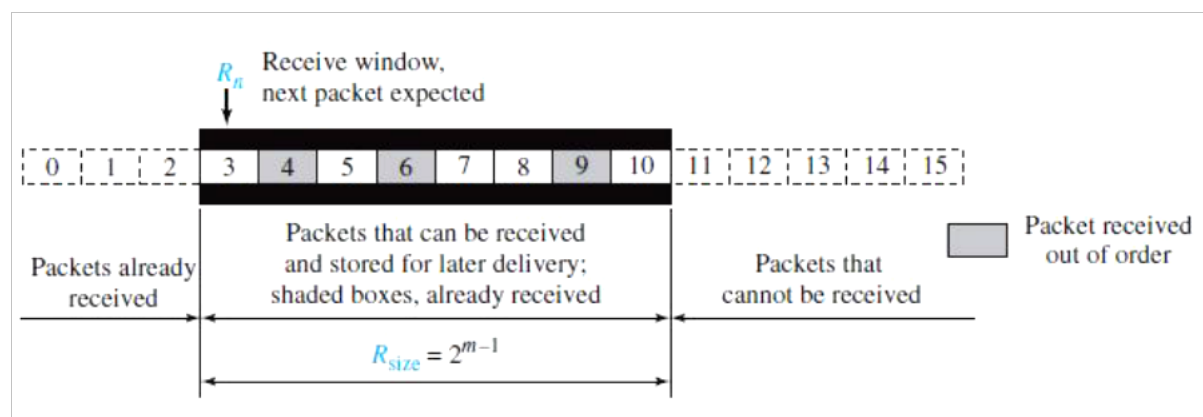 Rn
Receive window,
next packet expected
0 1 2 3 4 5 6 7 8 9 10 11 12 13 14 15
Packets already
received
Packets that can be received
and stored for later delivery;
shaded boxes, already received
Packets that
cannot be received
Packet received
out of order
Rsize = 2^m−1